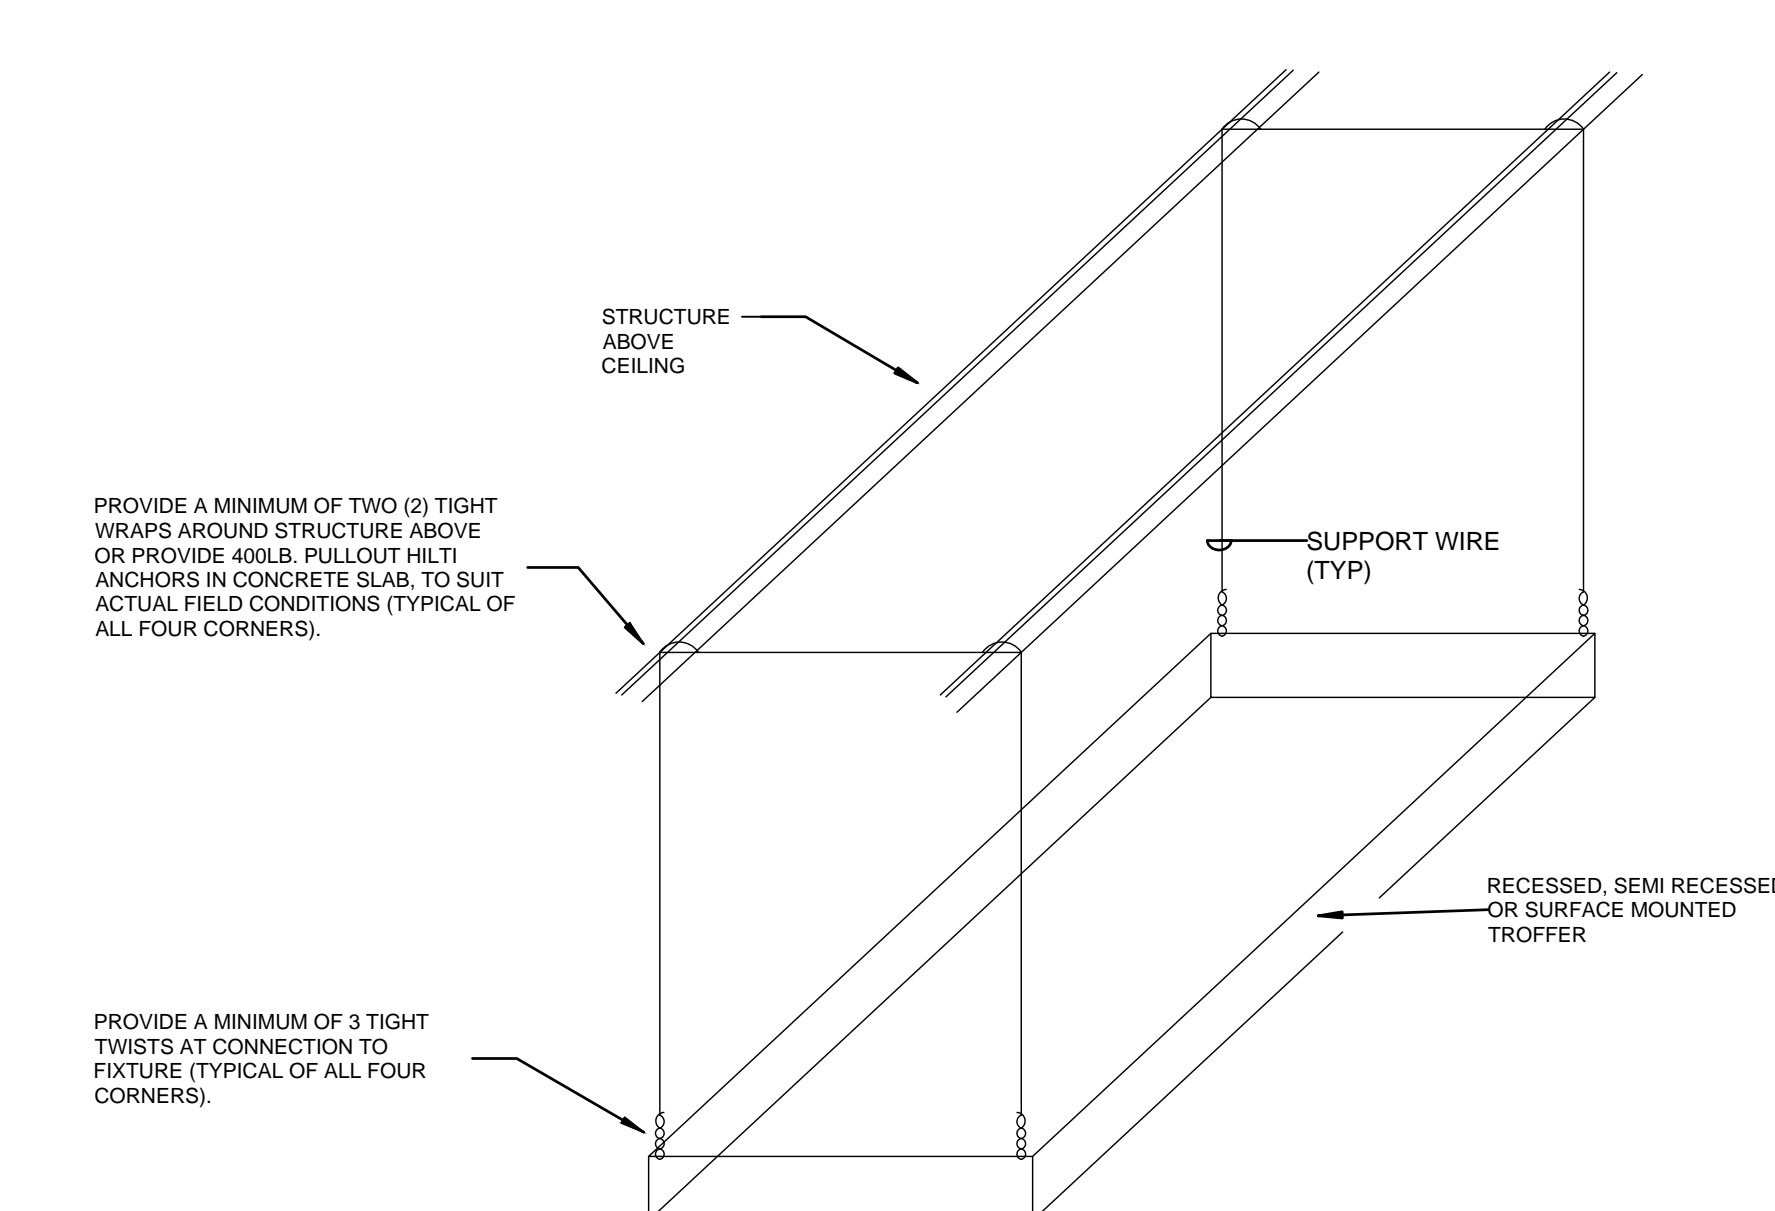 STRUCTURE
ABOVE
CEILING
PROVIDE A MINIMUM OF TWO (2) TIGHT
WRAPS AROUND STRUCTURE ABOVE
OR PROVIDE 400LB. PULLOUT HILTI
ANCHORS IN CONCRETE SLAB, TO SUIT
ACTUAL FIELD CONDITIONS (TYPICAL OF
ALL FOUR CORNERS).
SUPPORT WIRE
(TYP)
RECESSED, SEMI RECESSED
OR SURFACE MOUNTED
TROFFER
PROVIDE A MINIMUM OF 3 TIGHT
TWISTS AT CONNECTION TO
FIXTURE (TYPICAL OF ALL FOUR
CORNERS).